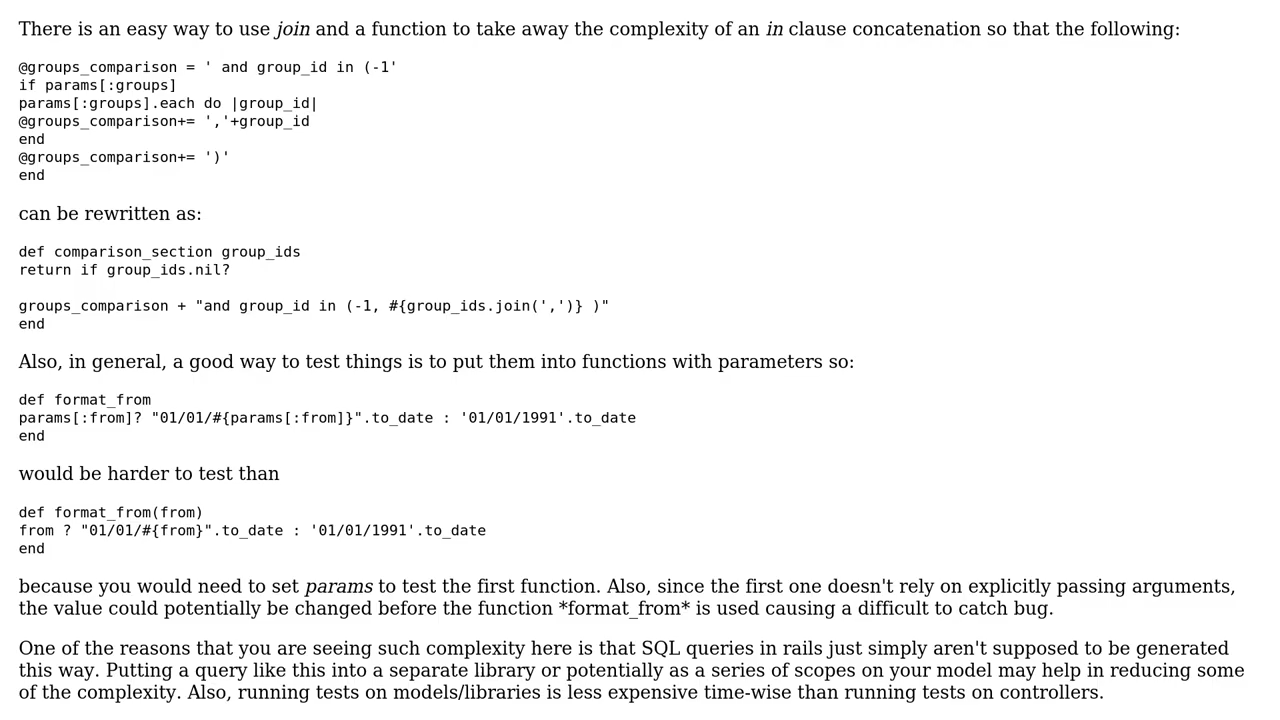 There is an easy way to use join and a function to take away the complexity of an in clause concatenation so that the following:
@groups_comparison = ' and group_id in (-1'
if params[:groups]
params[:groups].each do |group_id|
@groups_comparison+= ','+group_id
end
@groups_comparison+= ')'
end
can be rewritten as:
def comparison_section group_ids
return if group_ids.nil?
groups_comparison + "and group_id in (-1, #{group_ids.join(',')} )"
end
Also, in general, a good way to test things is to put them into functions with parameters so:
def format_from
params[:from]? "01/01/#{params[:from]}".to_date : '01/01/1991'.to_date
end
would be harder to test than
def format_from(from)
from ? "01/01/#{from}".to_date : '01/01/1991'.to_date
end
because you would need to set params to test the first function. Also, since the first one doesn't rely on explicitly passing arguments,
the value could potentially be changed before the function *format_from* is used causing a difficult to catch bug.
One of the reasons that you are seeing such complexity here is that SQL queries in rails just simply aren't supposed to be generated
this way. Putting a query like this into a separate library or potentially as a series of scopes on your model may help in reducing some
of the complexity. Also, running tests on models/libraries is less expensive time-wise than running tests on controllers.